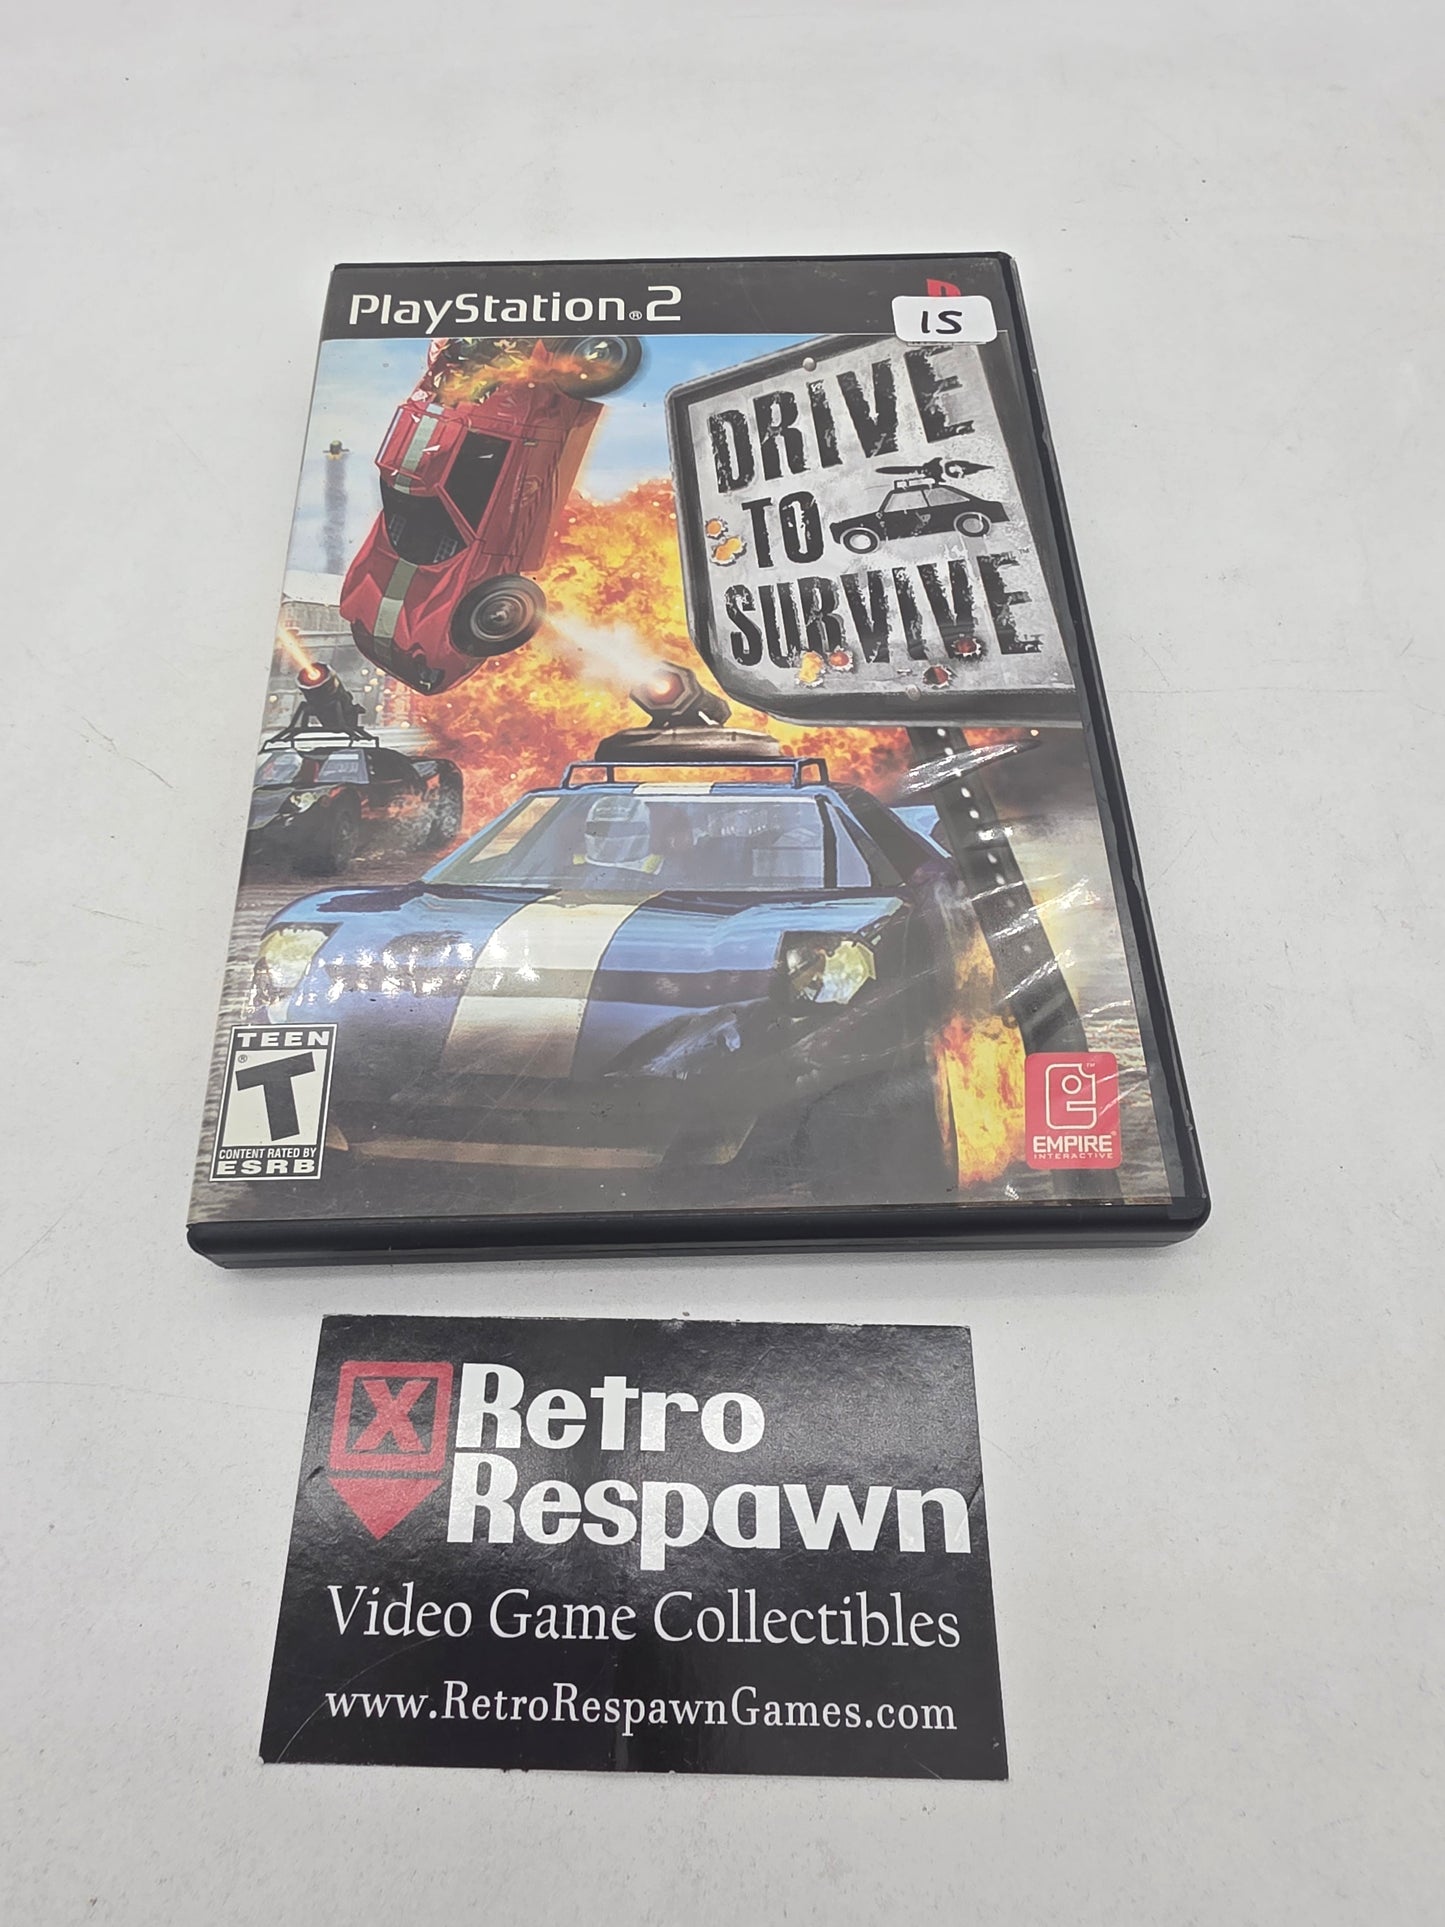 PlayStation®2
15
DRIVE
TO
SURVIVE™
TEEN
T®
CONTENT RATED BY
ESRB
EMPIRE®
INTERACTIVE
X Retro
Respawn
Video Game Collectibles
www.RetroRespawnGames.com